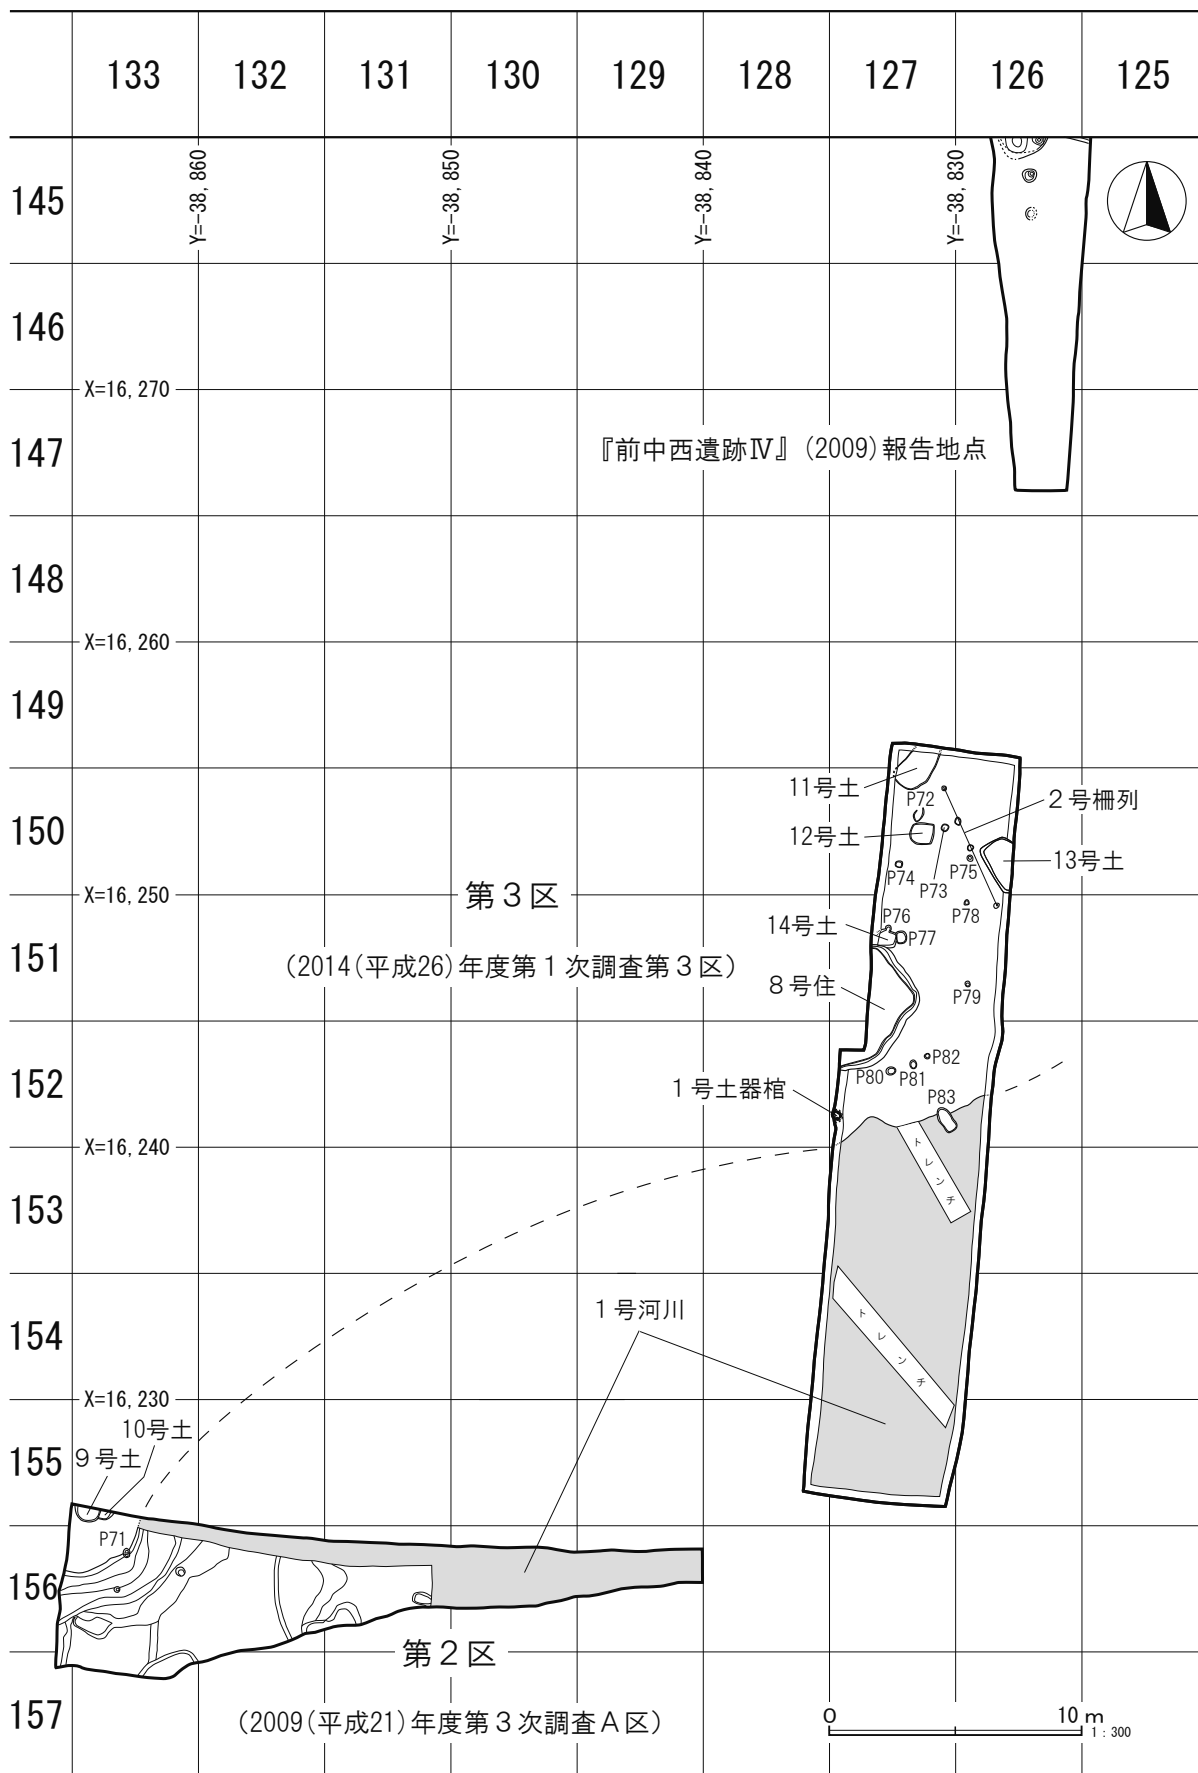 133 132 131 130 129 128 127 126 125
Y=-38,860
Y=-38,850
Y=-38,840
Y=-38,830
145
146
X=16,270
147
『前中西遺跡Ⅳ』(2009)報告地点
148
X=16,260
149
150
11号土
P72
12号土
P74
P73
P75
2号柵列
13号土
X=16,250
第3区
151
(2014(平成26)年度第1次調査第3区)
P76
14号土
P77
P78
8号住
P79
152
P80
P81
P82
1号土器棺
P83
X=16,240
トレンチ
153
1号河川
154
トレンチ
X=16,230
10号土
155
9号土
P71
156
第2区
157
(2009(平成21)年度第3次調査A区)
0 10 m
1:300